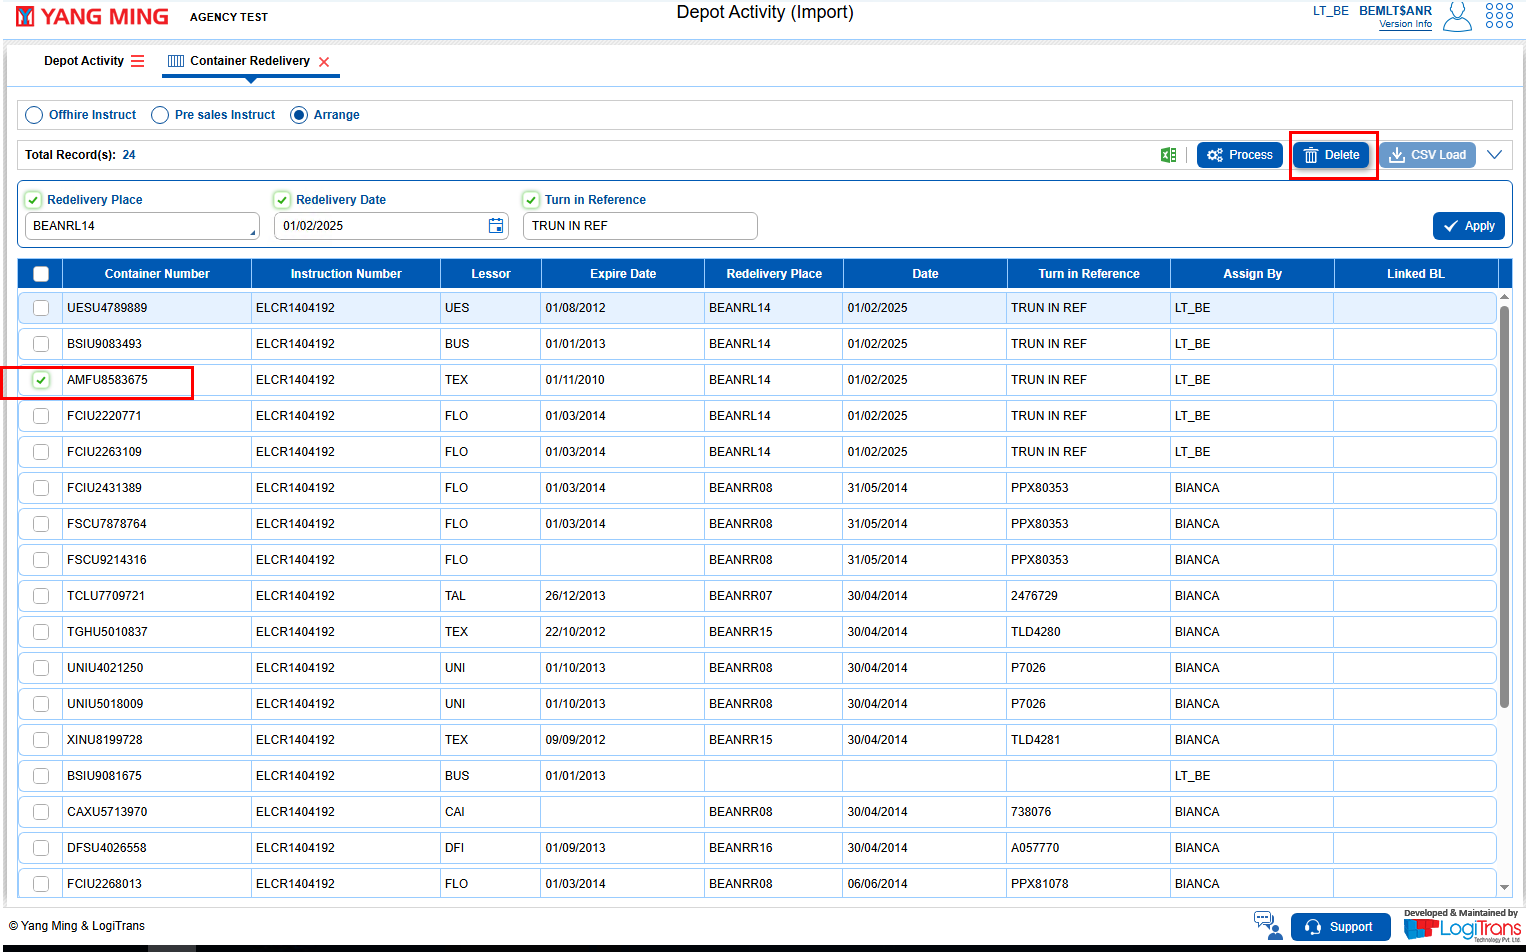 YANG MING AGENCY TEST Depot Activity (Import) LT_BE BEMLT$ANR
Version Info
Depot Activity Container Redelivery
Offhire Instruct Pre sales Instruct Arrange
Total Record(s): 24 Process Delete CSV Load
Redelivery Place Redelivery Date Turn in Reference
BEANRL14 01/02/2025 TRUN IN REF Apply
Container Number Instruction Number Lessor Expire Date Redelivery Place Date Turn in Reference Assign By Linked BL
UESU4789889 ELCR1404192 UES 01/08/2012 BEANRL14 01/02/2025 TRUN IN REF LT_BE
BSIU9083493 ELCR1404192 BUS 01/01/2013 BEANRL14 01/02/2025 TRUN IN REF LT_BE
AMFU8583675 ELCR1404192 TEX 01/11/2010 BEANRL14 01/02/2025 TRUN IN REF LT_BE
FCIU2220771 ELCR1404192 FLO 01/03/2014 BEANRL14 01/02/2025 TRUN IN REF LT_BE
FCIU2263109 ELCR1404192 FLO 01/03/2014 BEANRL14 01/02/2025 TRUN IN REF LT_BE
FCIU2431389 ELCR1404192 FLO 01/03/2014 BEANRR08 31/05/2014 PPX80353 BIANCA
FSCU7878764 ELCR1404192 FLO 01/03/2014 BEANRR08 31/05/2014 PPX80353 BIANCA
FSCU9214316 ELCR1404192 FLO BEANRR08 31/05/2014 PPX80353 BIANCA
TCLU7709721 ELCR1404192 TAL 26/12/2013 BEANRR07 30/04/2014 2476729 BIANCA
TGHU5010837 ELCR1404192 TEX 22/10/2012 BEANRR15 30/04/2014 TLD4280 BIANCA
UNIU4021250 ELCR1404192 UNI 01/10/2013 BEANRR08 30/04/2014 P7026 BIANCA
UNIU5018009 ELCR1404192 UNI 01/10/2013 BEANRR08 30/04/2014 P7026 BIANCA
XINU8199728 ELCR1404192 TEX 09/09/2012 BEANRR15 30/04/2014 TLD4281 BIANCA
BSIU9081675 ELCR1404192 BUS 01/01/2013 LT_BE
CAXU5713970 ELCR1404192 CAI BEANRR08 30/04/2014 738076 BIANCA
DFSU4026558 ELCR1404192 DFI 01/09/2013 BEANRR16 30/04/2014 A057770 BIANCA
FCIU2268013 ELCR1404192 FLO 01/03/2014 BEANRR08 06/06/2014 PPX81078 BIANCA
© Yang Ming & LogiTrans Support
Developed & Maintained by
LogiTrans
Technology Pvt. Ltd.